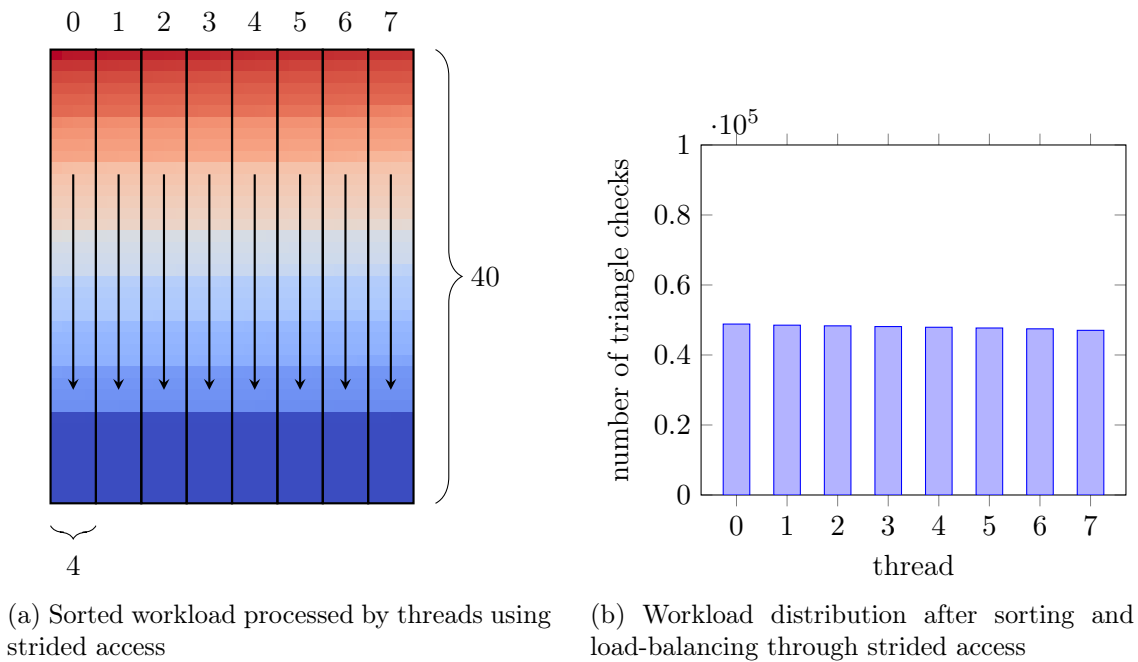 0 1 2 3 4 5 6 7
40
4
(a) Sorted workload processed by threads using
strided access
·10^5
1
0.8
0.6
0.4
0.2
0
number of triangle checks
0 1 2 3 4 5 6 7
thread
(b) Workload distribution after sorting and
load-balancing through strided access